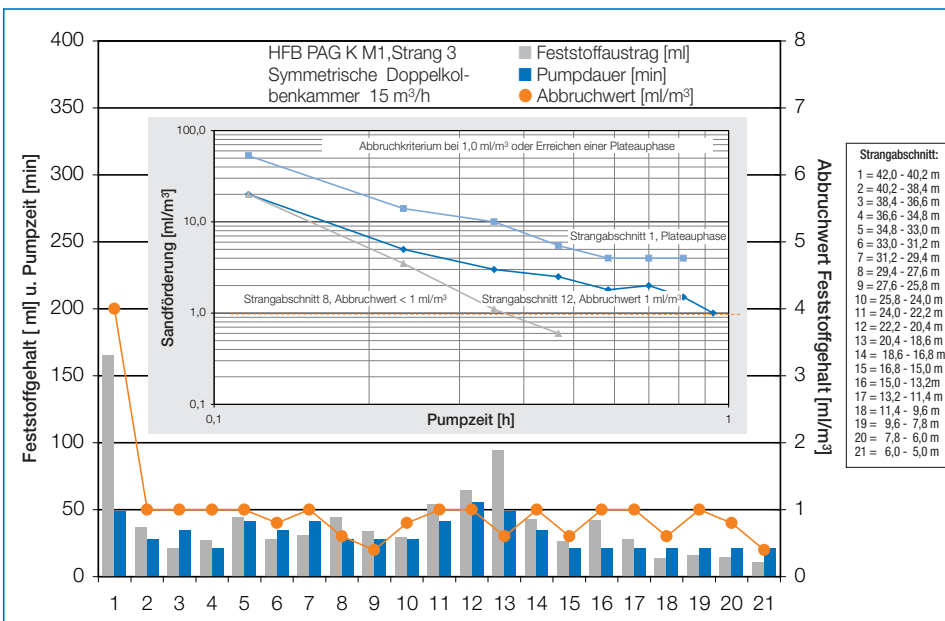 HFB PAG K M1,Strang 3
Symmetrische Doppelkol-
benkammer 15 m³/h
Feststoffaustrag [ml]
Pumpdauer [min]
Abbruchwert [ml/m³]
Feststoffgehalt [ ml] u. Pumpzeit [min]
400
350
300
250
200
150
100
50
0
Abbruchkriterium bei 1,0 ml/m³ oder Erreichen einer Plateauphase
Strangabschnitt 1, Plateauphase
Strangabschnitt 8, Abbruchwert < 1 ml/m³
Strangabschnitt 12, Abbruchwert 1 ml/m³
Sandförderung [ml/m³]
100,0
10,0
1,0
0,1
0,1
1
Pumpzeit [h]
8
7
6
5
4
3
2
1
0
Abbruchwert Feststoffgehalt [ml/m³]
1 2 3 4 5 6 7 8 9 10 11 12 13 14 15 16 17 18 19 20 21
Strangabschnitt:
1 = 42,0 - 40,2 m
2 = 40,2 - 38,4 m
3 = 38,4 - 36,6 m
4 = 36,6 - 34,8 m
5 = 34,8 - 33,0 m
6 = 33,0 - 31,2 m
7 = 31,2 - 29,4 m
8 = 29,4 - 27,6 m
9 = 27,6 - 25,8 m
10 = 25,8 - 24,0 m
11 = 24,0 - 22,2 m
12 = 22,2 - 20,4 m
13 = 20,4 - 18,6 m
14 = 18,6 - 16,8 m
15 = 16,8 - 15,0 m
16 = 15,0 - 13,2m
17 = 13,2 - 11,4 m
18 = 11,4 - 9,6 m
19 = 9,6 - 7,8 m
20 = 7,8 - 6,0 m
21 = 6,0 - 5,0 m